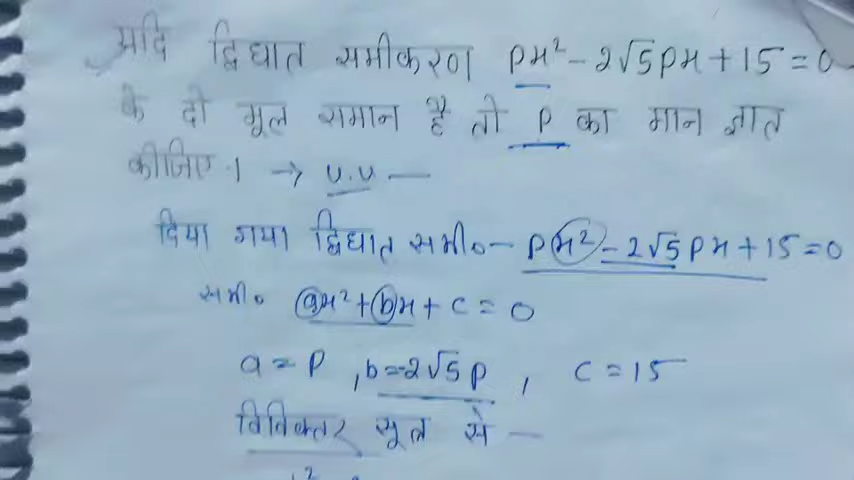 यदि द्विघात समीकरण px² - 2√5px + 15 = 0
के दो मूल समान है तो p का मान ज्ञात
कीजिए। → v.v —
दिया गया द्विघात समी०— px² - 2√5px + 15 = 0
समी० ax² + bx + c = 0
a = p, b = -2√5p, c = 15
विविक्तर सूत्र से —